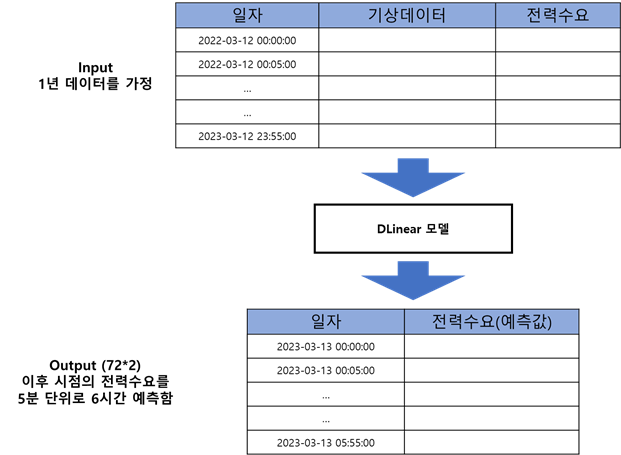 일자 기상데이터 전력수요
2022-03-12 00:00:00
2022-03-12 00:05:00
...
...
2023-03-12 23:55:00
Input
1년 데이터를 가정
DLinear 모델
일자 전력수요(예측값)
2023-03-13 00:00:00
2023-03-13 00:05:00
...
...
2023-03-13 05:55:00
Output (72*2)
이후 시점의 전력수요를
5분 단위로 6시간 예측함